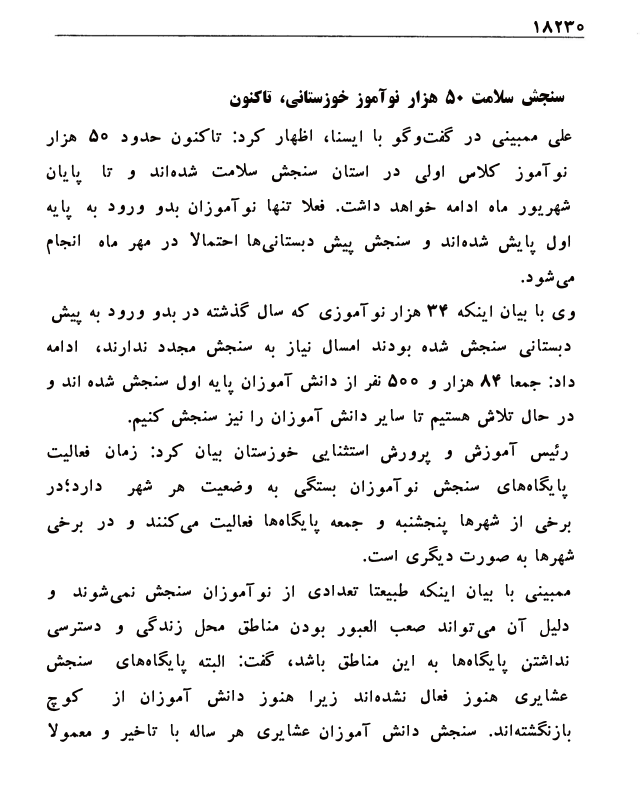 ۱۸۲۳۰
سنجش سلامت ۵۰ هزار نوآموز خوزستانی، تاکنون
علی ممبینی در گفت‌وگو با ایسنا، اظهار کرد: تاکنون حدود ۵۰ هزار
نوآموز کلاس اولی در استان سنجش سلامت شده‌اند و تا پایان
شهریور ماه ادامه خواهد داشت. فعلا تنها نوآموزان بدو ورود به پایه
اول پایش شده‌اند و سنجش پیش دبستانی‌ها احتمالا در مهر ماه انجام
می‌شود.
وی با بیان اینکه ۳۴ هزار نوآموزی که سال گذشته در بدو ورود به پیش
دبستانی سنجش شده بودند امسال نیاز به سنجش مجدد ندارند، ادامه
داد: جمعا ۸۴ هزار و ۵۰۰ نفر از دانش آموزان پایه اول سنجش شده اند و
در حال تلاش هستیم تا سایر دانش آموزان را نیز سنجش کنیم.
رئیس آموزش و پرورش استثنایی خوزستان بیان کرد: زمان فعالیت
پایگاه‌های سنجش نوآموزان بستگی به وضعیت هر شهر دارد؛در
برخی از شهرها پنجشنبه و جمعه پایگاه‌ها فعالیت می‌کنند و در برخی
شهرها به صورت دیگری است.
ممبینی با بیان اینکه طبیعتا تعدادی از نوآموزان سنجش نمی‌شوند و
دلیل آن می‌تواند صعب العبور بودن مناطق محل زندگی و دسترسی
نداشتن پایگاه‌ها به این مناطق باشد، گفت: البته پایگاه‌های سنجش
عشایری هنوز فعال نشده‌اند زیرا هنوز دانش آموزان از کوچ
بازنگشته‌اند. سنجش دانش آموزان عشایری هر ساله با تاخیر و معمولا